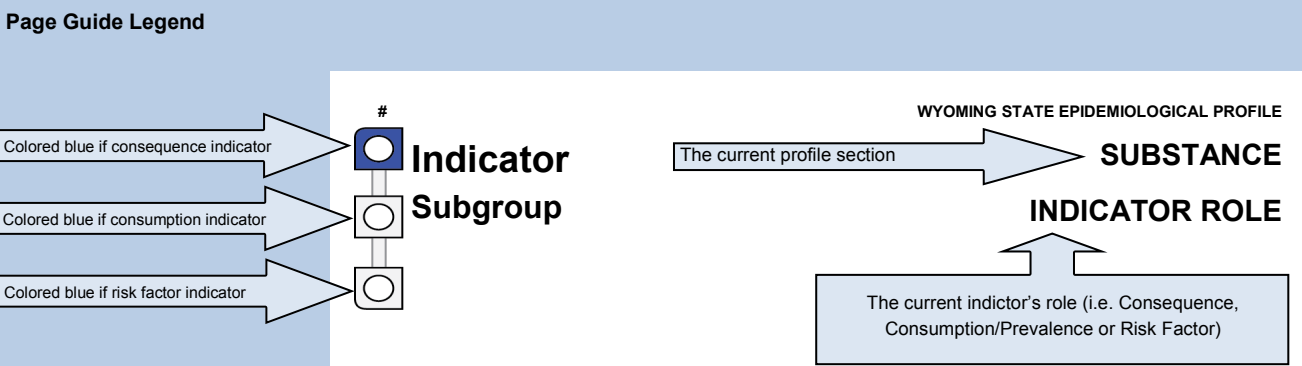 Page Guide Legend
#
WYOMING STATE EPIDEMIOLOGICAL PROFILE
Colored blue if consequence indicator
Indicator
The current profile section
SUBSTANCE
Colored blue if consumption indicator
Subgroup
INDICATOR ROLE
Colored blue if risk factor indicator
The current indictor’s role (i.e. Consequence,
Consumption/Prevalence or Risk Factor)